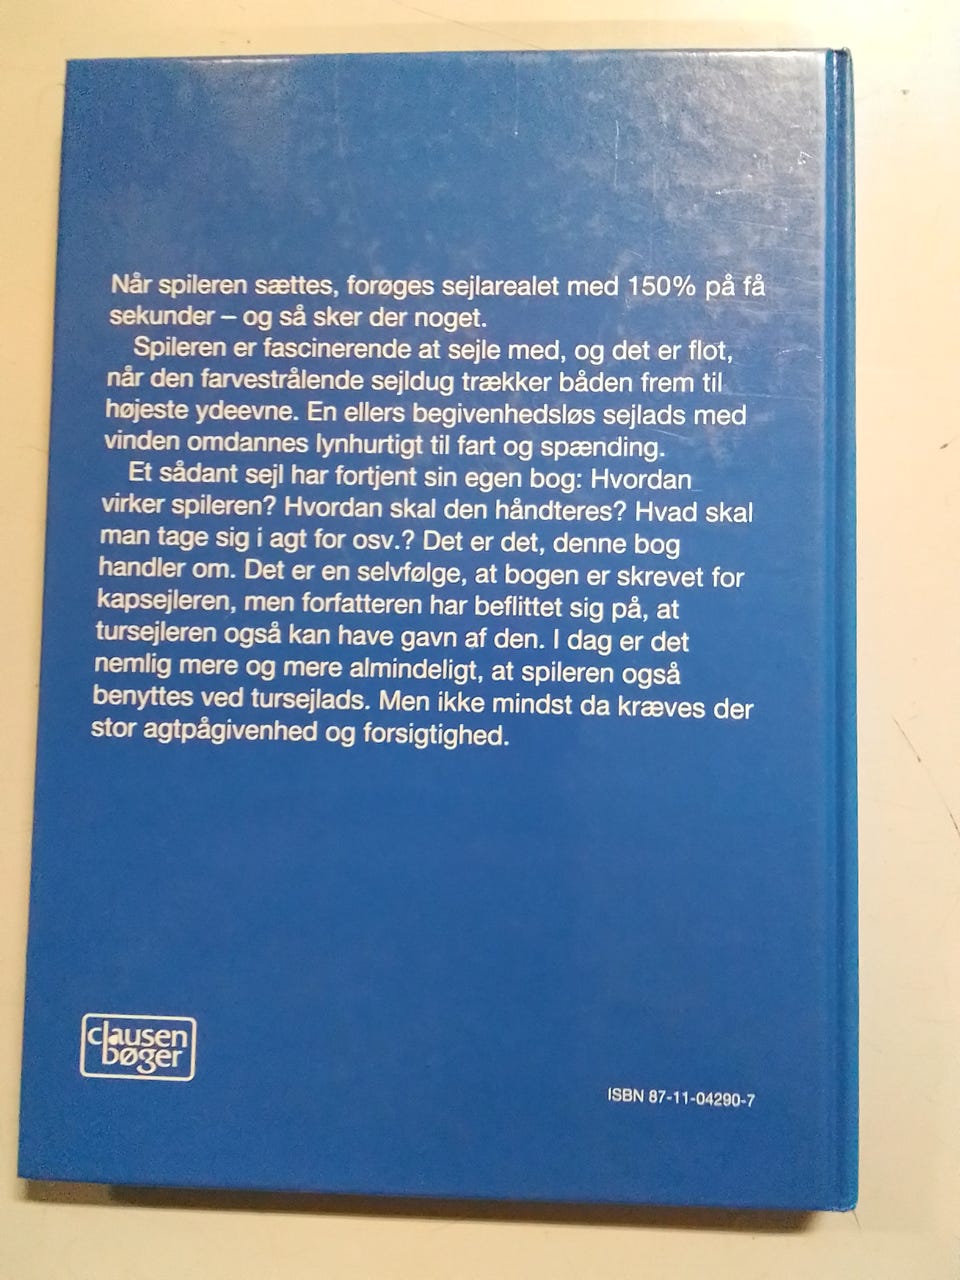 Når spileren sættes, forøges sejlarealet med 150% på få
sekunder – og så sker der noget.
Spileren er fascinerende at sejle med, og det er flot,
når den farvestrålende sejldug trækker båden frem til
højeste ydeevne. En ellers begivenhedsløs sejlads med
vinden omdannes lynhurtigt til fart og spænding.
Et sådant sejl har fortjent sin egen bog: Hvordan
virker spileren? Hvordan skal den håndteres? Hvad skal
man tage sig i agt for osv.? Det er det, denne bog
handler om. Det er en selvfølge, at bogen er skrevet for
kapsejleren, men forfatteren har beflittet sig på, at
tursejleren også kan have gavn af den. I dag er det
nemlig mere og mere almindeligt, at spileren også
benyttes ved tursejlads. Men ikke mindst da kræves der
stor agtpågivenhed og forsigtighed.
clausen
bøger
ISBN 87-11-04290-7